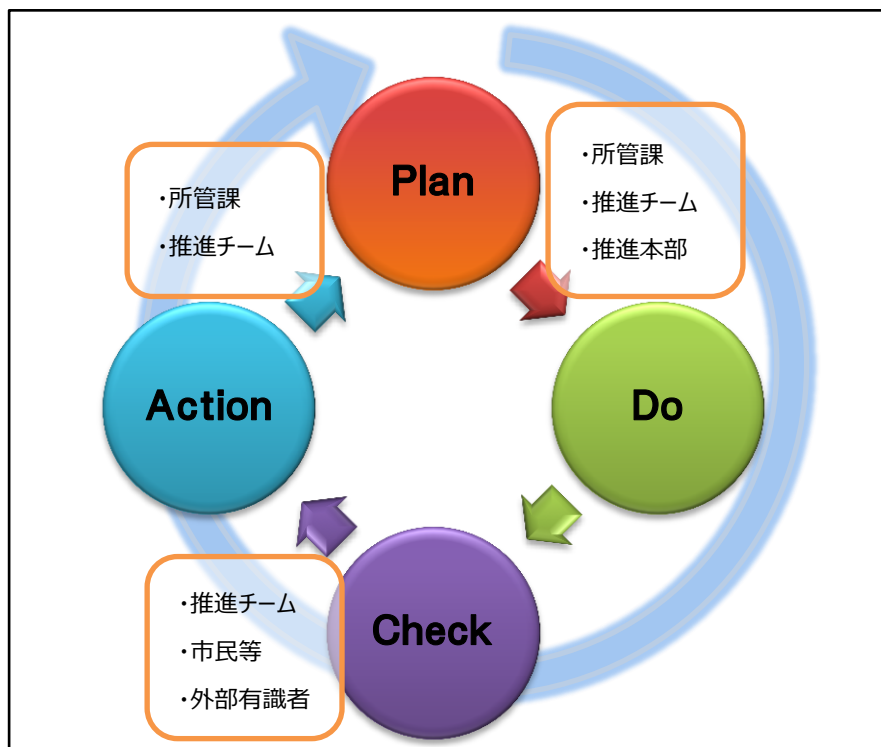 Plan
・所管課
・推進チーム
・推進本部
Do
Check
・推進チーム
・市民等
・外部有識者
Action
・所管課
・推進チーム